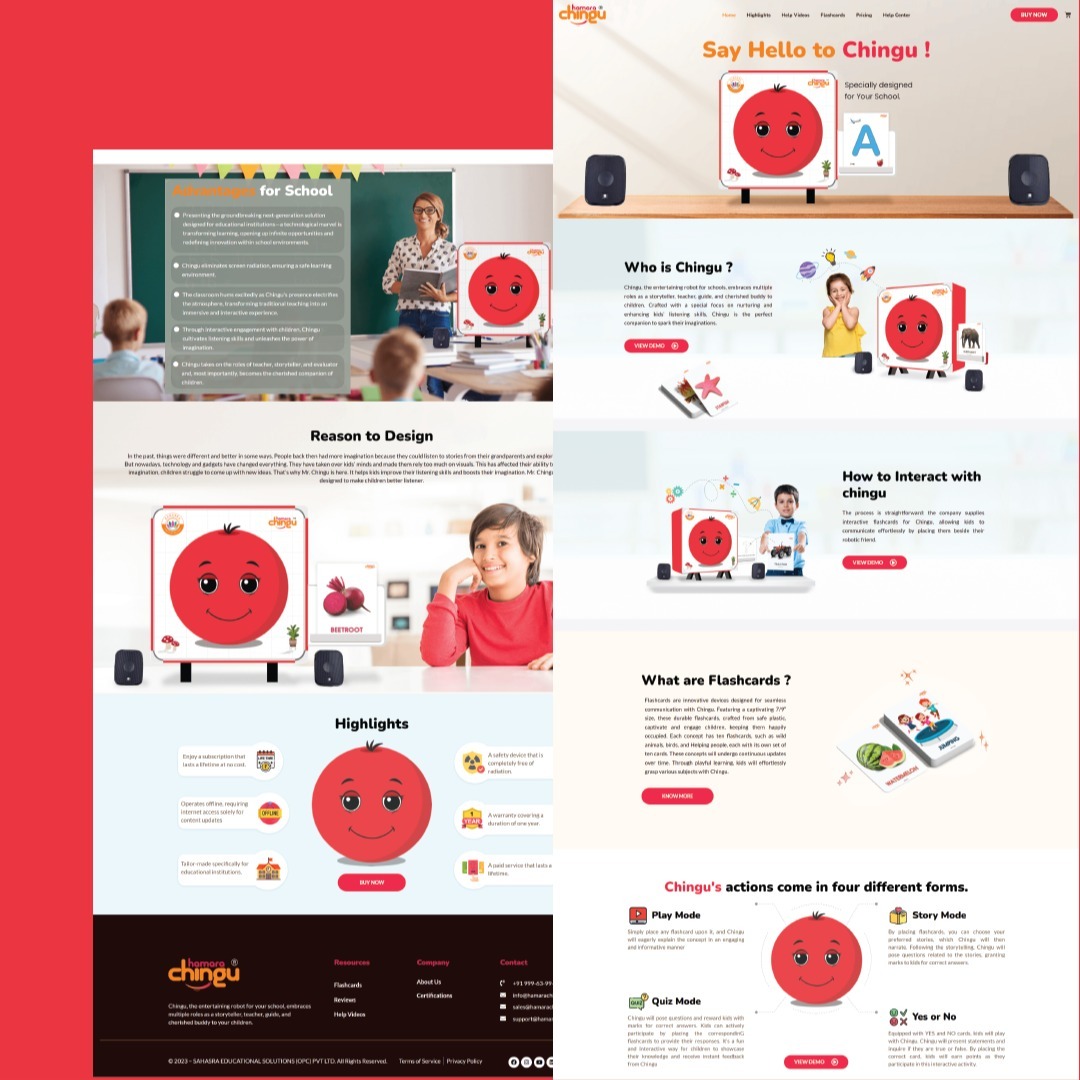 hamara
chingu
Home Highlights Help Videos Flashcards Pricing Help Center
BUY NOW
Say Hello to Chingu !
Specially designed
for Your School.
A
Who is Chingu ?
Chingu, the entertaining robot for schools, embraces multiple
roles as a storyteller, teacher, guide, and cherished buddy to
children. Crafted with a special focus on nurturing and
enhancing kids' listening skills, Chingu is the perfect
companion to spark their imaginations.
VIEW DEMO
How to Interact with
chingu
The process is straightforward: the company supplies
interactive flashcards for Chingu, allowing kids to
communicate effortlessly by placing them beside their
robotic friend.
VIEW DEMO
What are Flashcards ?
Flashcards are innovative devices designed for seamless
communication with Chingu. Featuring a captivating 7/9"
size, these durable flashcards, crafted from safe plastic,
captivate and engage children, keeping them happily
occupied. Each concept has ten flashcards, such as wild
animals, birds, and Helping people, each with its own set of
ten cards. These concepts will undergo continuous updates
over time. Through playful learning, kids eagerly
grasp various subjects with Chingu.
KNOW MORE
WATERMELON
JUMPING
Chingu's actions come in four different forms.
Play Mode
Simply place any flashcard upon it, and Chingu
will eagerly explain the concept in an engaging
and informative manner
Story Mode
By placing flashcards, you can choose your
preferred stories, which Chingu will then
narrate. Following the storytelling, Chingu will
pose questions related to the stories, granting
marks to kids for correct answers.
QUIZ
Quiz Mode
Chingu will pose questions and reward kids with
marks for correct answers. Kids can actively
participate by placing the correspondinG
flashcards to provide their responses. It's a fun
and interactive way for children to showcase
their knowledge and receive instant feedback
from Chingu
Yes or No
Equipped with YES and NO cards, kids will play
with Chingu. Chingu will present statements and
inquire if they are true or false. By placing the
correct card, kids will earn points as they
participate in this interactive activity.
VIEW DEMO
Advantages for School
Presenting the groundbreaking next-generation solution
designed for educational institutions—a technological marvel is
transforming learning, opening up infinite opportunities and
redefining innovation within school environments.
Chingu eliminates screen radiation, ensuring a safe learning
environment.
The classroom hums excitedly as Chingu's presence electrifies
the atmosphere, transforming traditional teaching into an
immersive and interactive experience.
Through interactive engagement with children, Chingu
cultivates listening skills and unleashes the power of
imagination.
Chingu takes on the roles of teacher, storyteller, and evaluator
and, most importantly, becomes the cherished companion of
children.
Reason to Design
In the past, things were different and better in some ways. People back then had more imagination because they could listen to stories from their grandparents and explor
But nowadays, technology and gadgets have changed everything. They have taken over kids' minds and made them rely too much on visuals. This has affected their ability t
imagination, children struggle to come up with new ideas. That's why Mr. Chingu is here. It helps kids improve their listening skills and boosts their imagination. Mr. Chingu
designed to make children better listener.
hamara
chingu
BEETROOT
Highlights
Enjoy a subscription that
lasts a lifetime at no cost.
Operates offline, requiring
internet access solely for
content updates
OFFLINE
Tailor-made specifically for
educational institutions.
A safety device that is
completely free of
radiation.
1
YEAR
A warranty covering a
duration of one year.
A paid service that lasts a
lifetime.
BUY NOW
hamara
chingu
Chingu, the entertaining robot for your school, embraces
multiple roles as a storyteller, teacher, guide, and
cherished buddy to your children.
Resources
Flashcards
Reviews
Help Videos
Company
About Us
Certifications
Contact
+91 999-63-99
info@hamarach
sales@hamarac
support@hama
© 2023 – SAHASRA EDUCATIONAL SOLUTIONS (OPC) PVT LTD. All Rights Reserved. Terms of Service | Privacy Policy